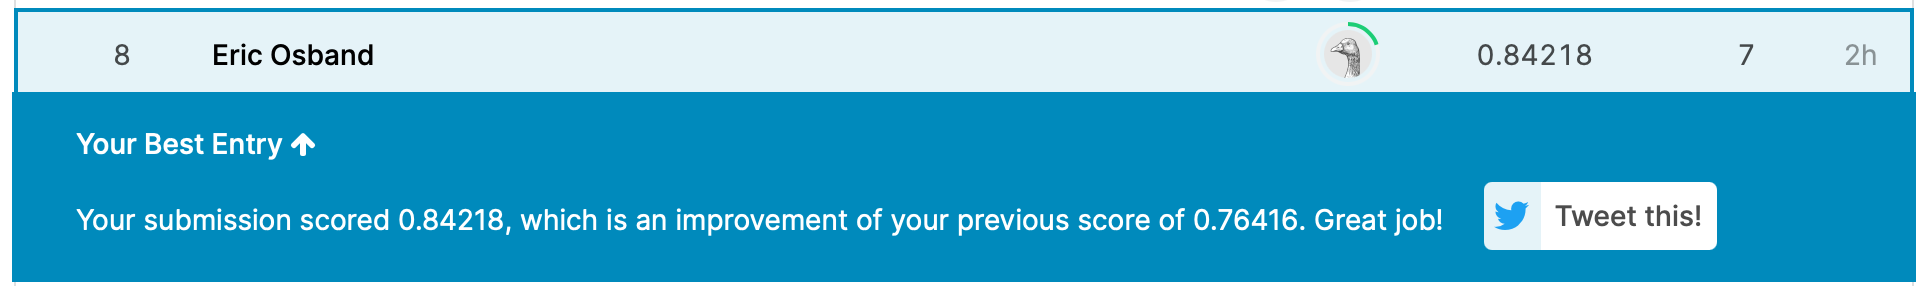 8 Eric Osband 0.84218 7 2h
Your Best Entry
Your submission scored 0.84218, which is an improvement of your previous score of 0.76416. Great job! Tweet this!